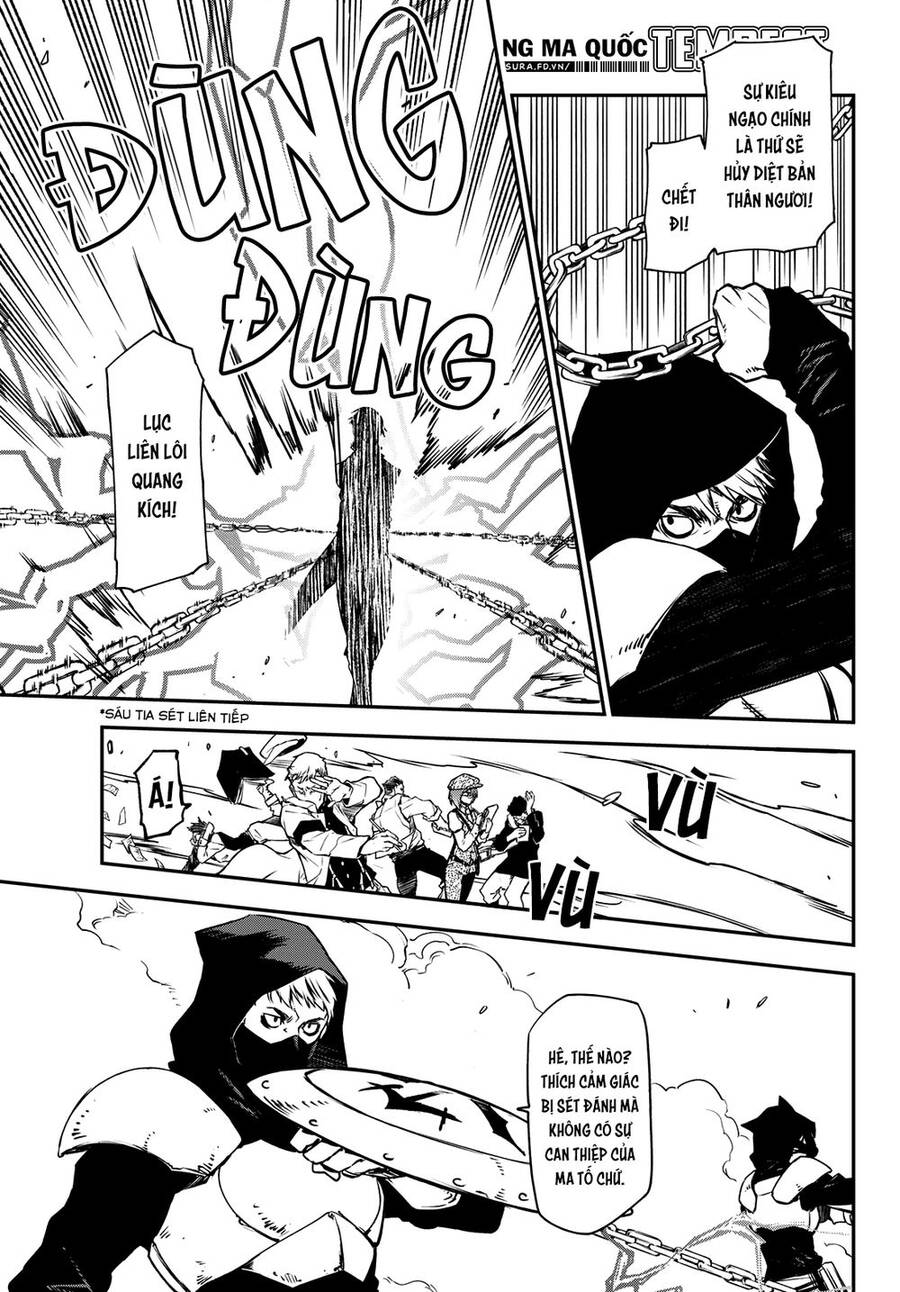 NG MA QUỐC TEMPEST
SURA.FD.VN/
SỰ KIÊU
NGẠO CHÍNH
LÀ THỨ SẼ
HỦY DIỆT BẢN
THÂN NGƯƠI!
CHẾT
ĐI!
ĐÙNG
ĐÙNG
LỤC
LIÊN LÔI
QUANG
KÍCH!
*SÁU TIA SÉT LIÊN TIẾP
Á!
VÙ
VÙ
HÊ, THẾ NÀO?
THÍCH CẢM GIÁC
BỊ SÉT ĐÁNH MÀ
KHÔNG CÓ SỰ
CAN THIỆP CỦA
MA TỐ CHỨ.